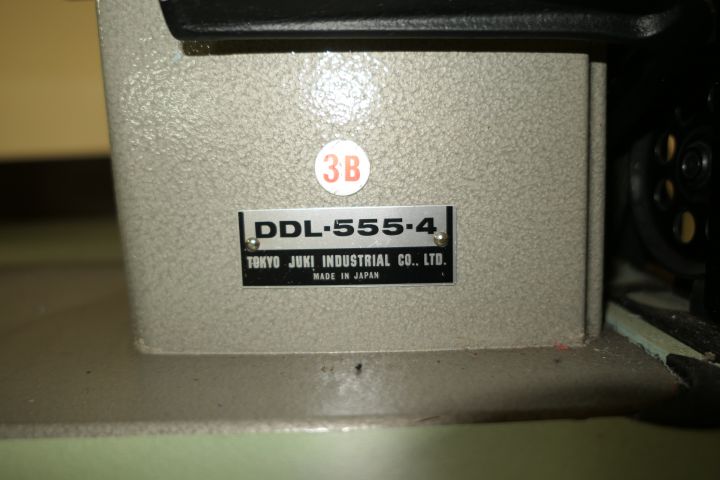 3B
DDL·555·4
TOKYO JUKI INDUSTRIAL CO., LTD.
MADE IN JAPAN